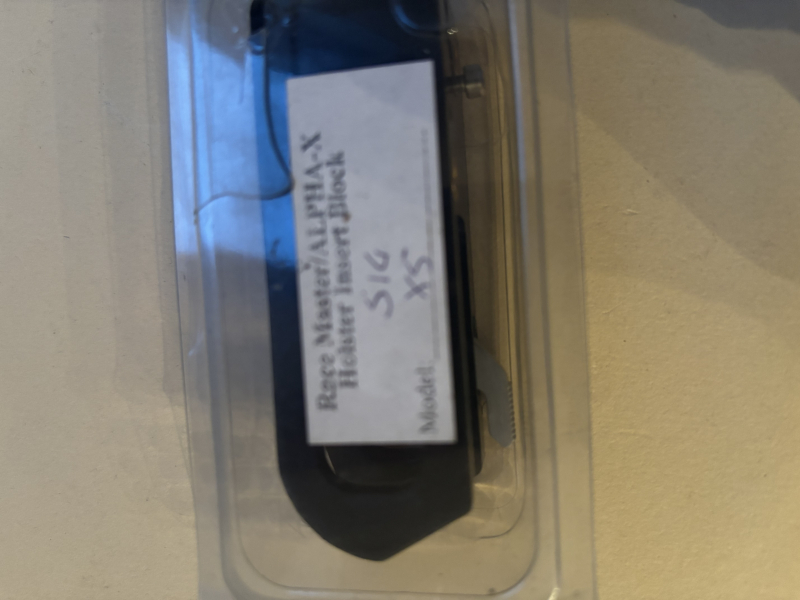 Race Master/ALPHA-X
Holster Insert Block
SIG
Model: X5